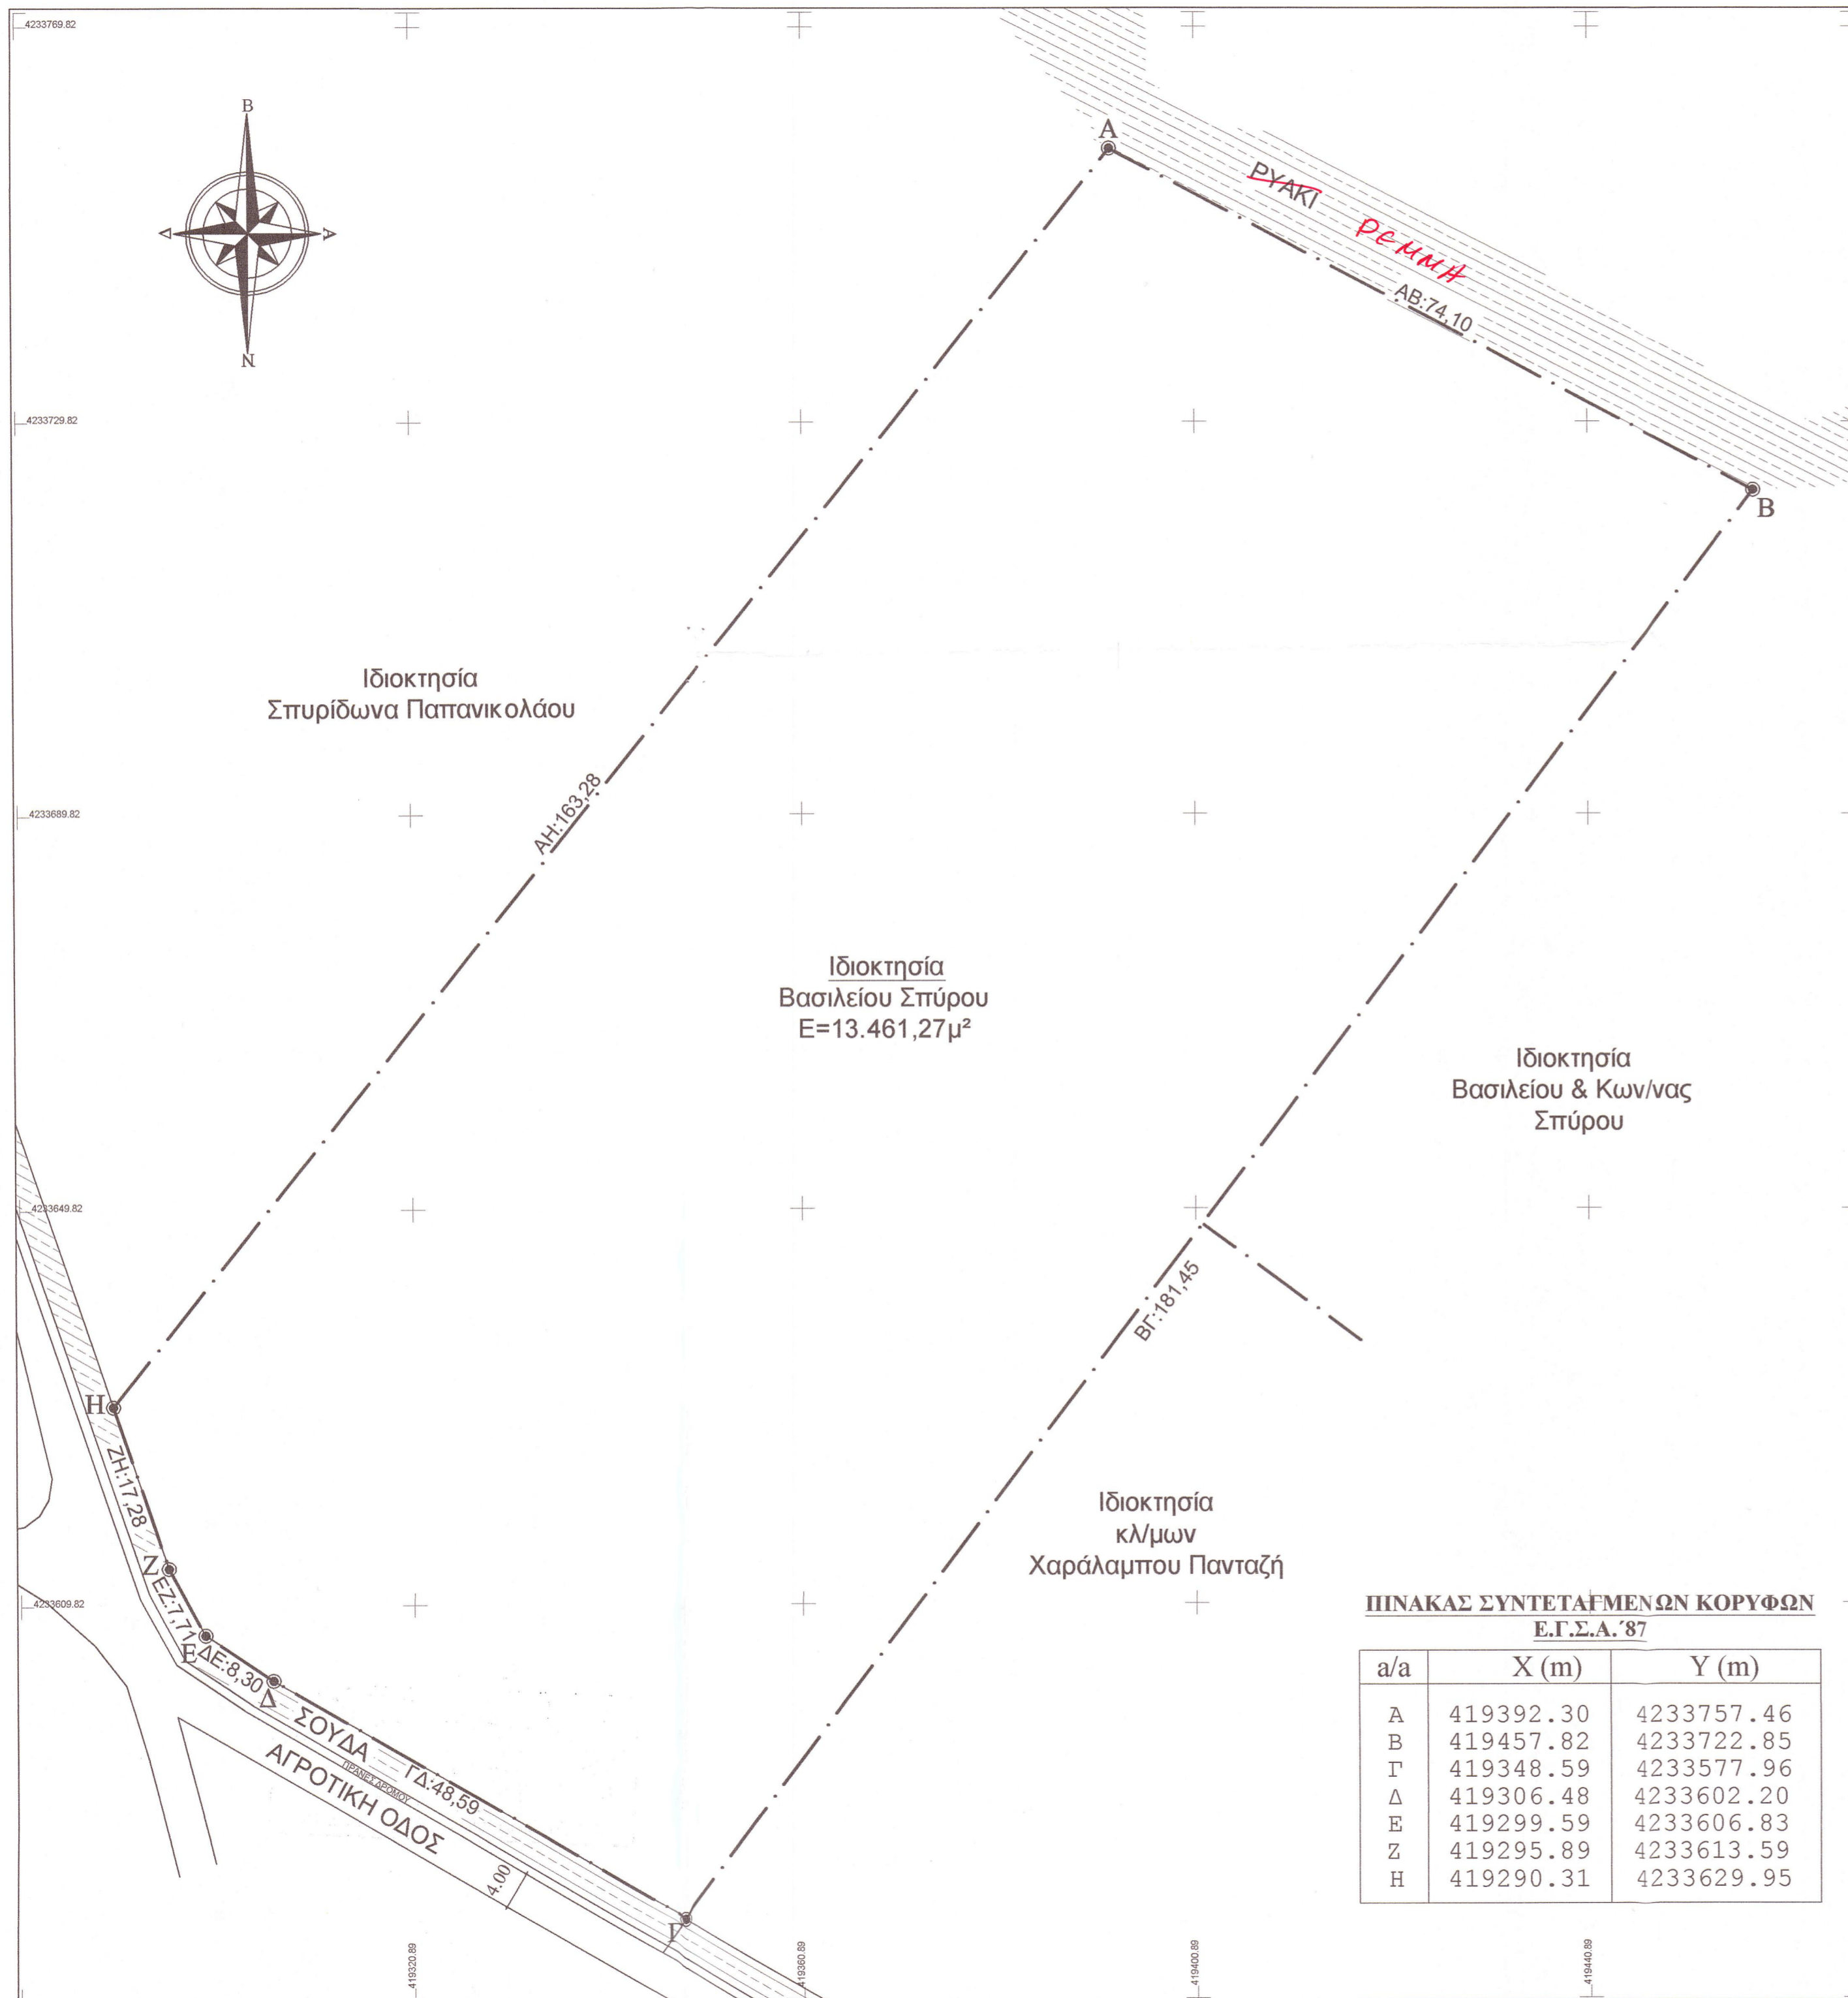 4233769.82
Β
Δ
Α
Ν
Α
ΡΥΑΚΙ
ΡΕΜΜΑ
ΑΒ:74,10
4233729.82
Β
Ιδιοκτησία
Σπυρίδωνα Παπανικολάου
ΑΗ:163,28
4233689.82
Ιδιοκτησία
Βασιλείου Σπύρου
Ε=13.461,27μ²
Ιδιοκτησία
Βασιλείου & Κων/νας
Σπύρου
4233649.82
ΒΓ:181,45
Η
ΖΗ:17,28
Ιδιοκτησία
κλ/μων
Χαράλαμπου Πανταζή
Ζ
ΕΖ:7,71
4233609.82
Ε
ΔΕ:8,30
Δ
ΣΟΥΔΑ
ΓΔ:48,59
ΠΡΑΝΕΣ ΔΡΟΜΟΥ
ΑΓΡΟΤΙΚΗ ΟΔΟΣ
4.00
Γ
ΠΙΝΑΚΑΣ ΣΥΝΤΕΤΑΓΜΕΝΩΝ ΚΟΡΥΦΩΝ
Ε.Γ.Σ.Α.΄87
α/α X (m) Y (m)
Α 419392.30 4233757.46
Β 419457.82 4233722.85
Γ 419348.59 4233577.96
Δ 419306.48 4233602.20
Ε 419299.59 4233606.83
Ζ 419295.89 4233613.59
Η 419290.31 4233629.95
419320.89
419360.89
419400.89
419440.89